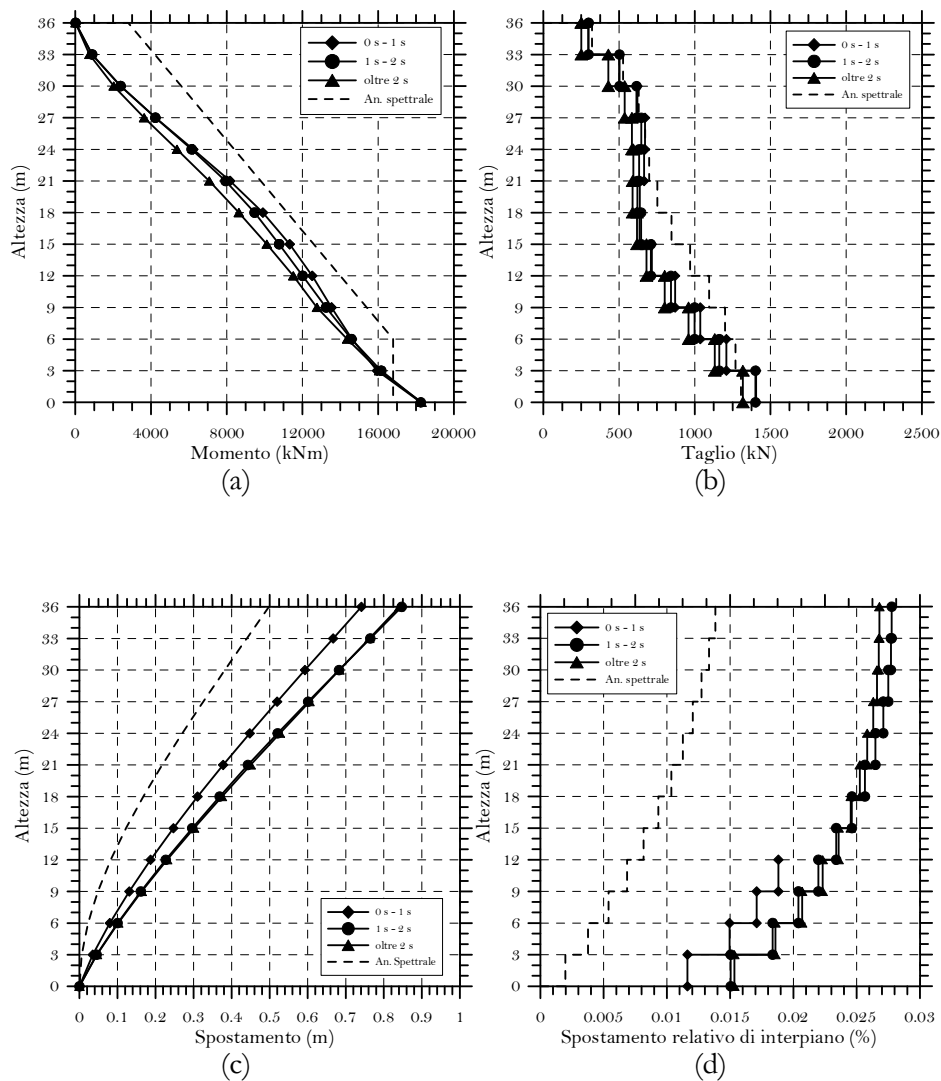 36
33
30
27
24
21
18
15
12
9
6
3
0
Altezza (m)
0 s - 1 s
1 s - 2 s
oltre 2 s
An. spettrale
0 4000 8000 12000 16000 20000
Momento (kNm)
(a)
36
33
30
27
24
21
18
15
12
9
6
3
0
Altezza (m)
0 s - 1 s
1 s - 2 s
oltre 2 s
An. spettrale
0 500 1000 1500 2000 2500
Taglio (kN)
(b)
36
33
30
27
24
21
18
15
12
9
6
3
0
Altezza (m)
0 s - 1 s
1 s - 2 s
oltre 2 s
An. Spettrale
0 0.1 0.2 0.3 0.4 0.5 0.6 0.7 0.8 0.9 1
Spostamento (m)
(c)
36
33
30
27
24
21
18
15
12
9
6
3
0
Altezza (m)
0 s - 1 s
1 s - 2 s
oltre 2 s
An. spettrale
0 0.005 0.01 0.015 0.02 0.025 0.03
Spostamento relativo di interpiano (%)
(d)